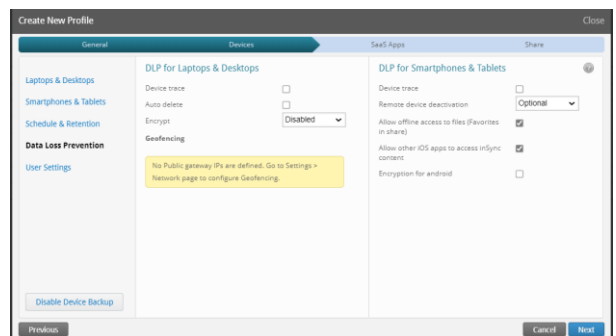 Create New Profile
Close
General
Devices
SaaS Apps
Share
Laptops & Desktops
Smartphones & Tablets
Schedule & Retention
Data Loss Prevention
User Settings
Disable Device Backup
DLP for Laptops & Desktops
Device trace
Auto delete
Encrypt
Disabled
Geofencing
No Public gateway IPs are defined. Go to Settings >
Network page to configure Geofencing.
DLP for Smartphones & Tablets
Device trace
Remote device deactivation
Optional
Allow offline access to files (Favorites
in share)
Allow other iOS apps to access inSync
content
Encryption for android
Previous
Cancel
Next